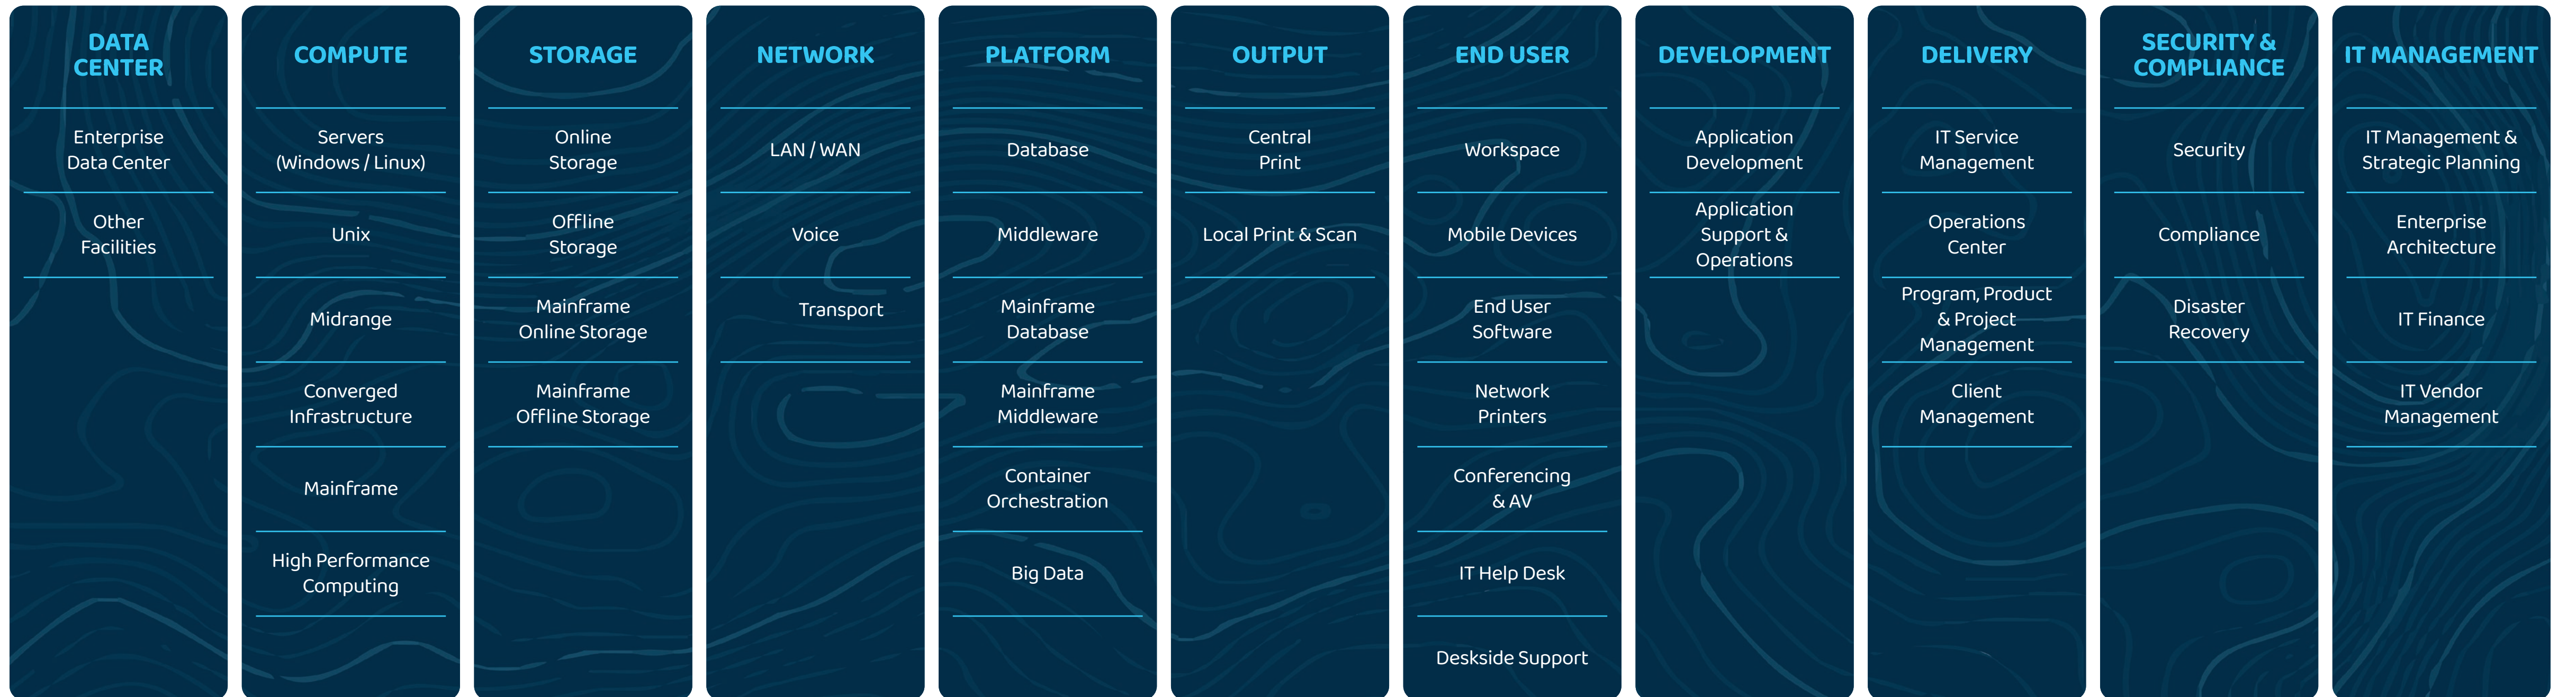 DATA
CENTER
Enterprise
Data Center
Other
Facilities
COMPUTE
Servers
(Windows / Linux)
Unix
Midrange
Converged
Infrastructure
Mainframe
High Performance
Computing
STORAGE
Online
Storage
Offline
Storage
Mainframe
Online Storage
Mainframe
Offline Storage
NETWORK
LAN / WAN
Voice
Transport
PLATFORM
Database
Middleware
Mainframe
Database
Mainframe
Middleware
Container
Orchestration
Big Data
OUTPUT
Central
Print
Local Print & Scan
END USER
Workspace
Mobile Devices
End User
Software
Network
Printers
Conferencing
& AV
IT Help Desk
Deskside Support
DEVELOPMENT
Application
Development
Application
Support &
Operations
DELIVERY
IT Service
Management
Operations
Center
Program, Product
& Project
Management
Client
Management
SECURITY &
COMPLIANCE
Security
Compliance
Disaster
Recovery
IT MANAGEMENT
IT Management &
Strategic Planning
Enterprise
Architecture
IT Finance
IT Vendor
Management